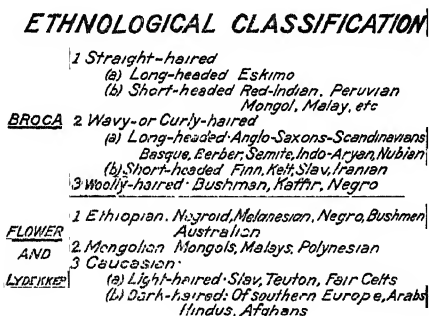 ETHNOLOGICAL CLASSIFICATION
1 Straight-haired
(a) Long-headed Eskimo
(b) Short-headed Red-Indian, Peruvian
Mongol, Malay, etc
BROCA 2 Wavy-or Curly-haired
(a) Long-headed·Anglo-Saxons-Scandinavians
Basque, Berber, Semite, Indo-Aryan, Nubian
(b) Short-headed Finn, Kelt, Slav, Iranian
3 Woolly-haired· Bushman, Kaffir, Negro
1 Ethiopian. Negroid, Melanesian, Negro, Bushmen
Australian
FLOWER AND LYDEKKER
2 Mongolian Mongols, Malays, Polynesian
3 Caucasian·
(a) Light-haired·Slav, Teuton, Fair Celts
(b) Dark-haired: Of southern Europe, Arabs
Hindus, Afghans